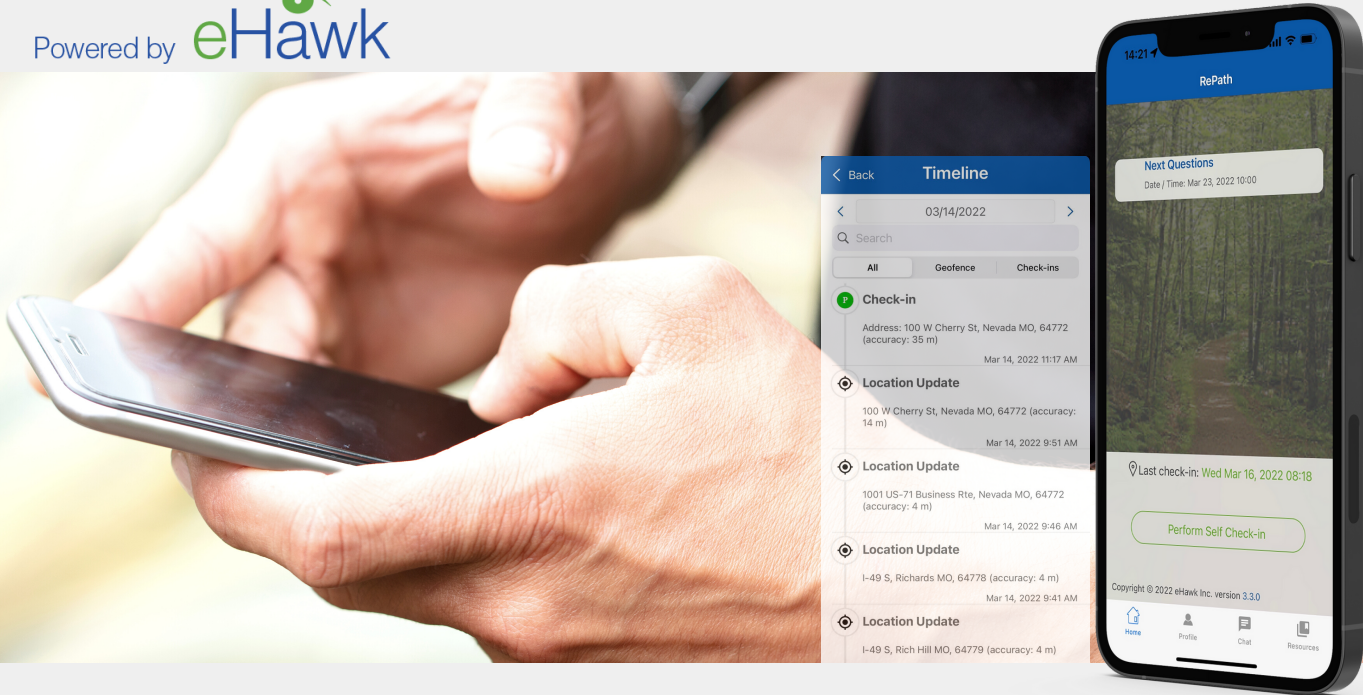 Powered by eHawk
Back Timeline
03/14/2022
Search
All Geofence Check-ins
P Check-in
Address: 100 W Cherry St, Nevada MO, 64772
(accuracy: 35 m)
Mar 14, 2022 11:17 AM
Location Update
100 W Cherry St, Nevada MO, 64772 (accuracy:
14 m)
Mar 14, 2022 9:51 AM
Location Update
1001 US-71 Business Rte, Nevada MO, 64772
(accuracy: 4 m)
Mar 14, 2022 9:46 AM
Location Update
I-49 S, Richards MO, 64778 (accuracy: 4 m)
Mar 14, 2022 9:41 AM
Location Update
I-49 S, Rich Hill MO, 64779 (accuracy: 4 m)
14:21
RePath
Next Questions
Date / Time: Mar 23, 2022 10:00
Last check-in: Wed Mar 16, 2022 08:18
Perform Self Check-in
Copyright © 2022 eHawk Inc. version 3.3.0
Home Profile Chat Resources